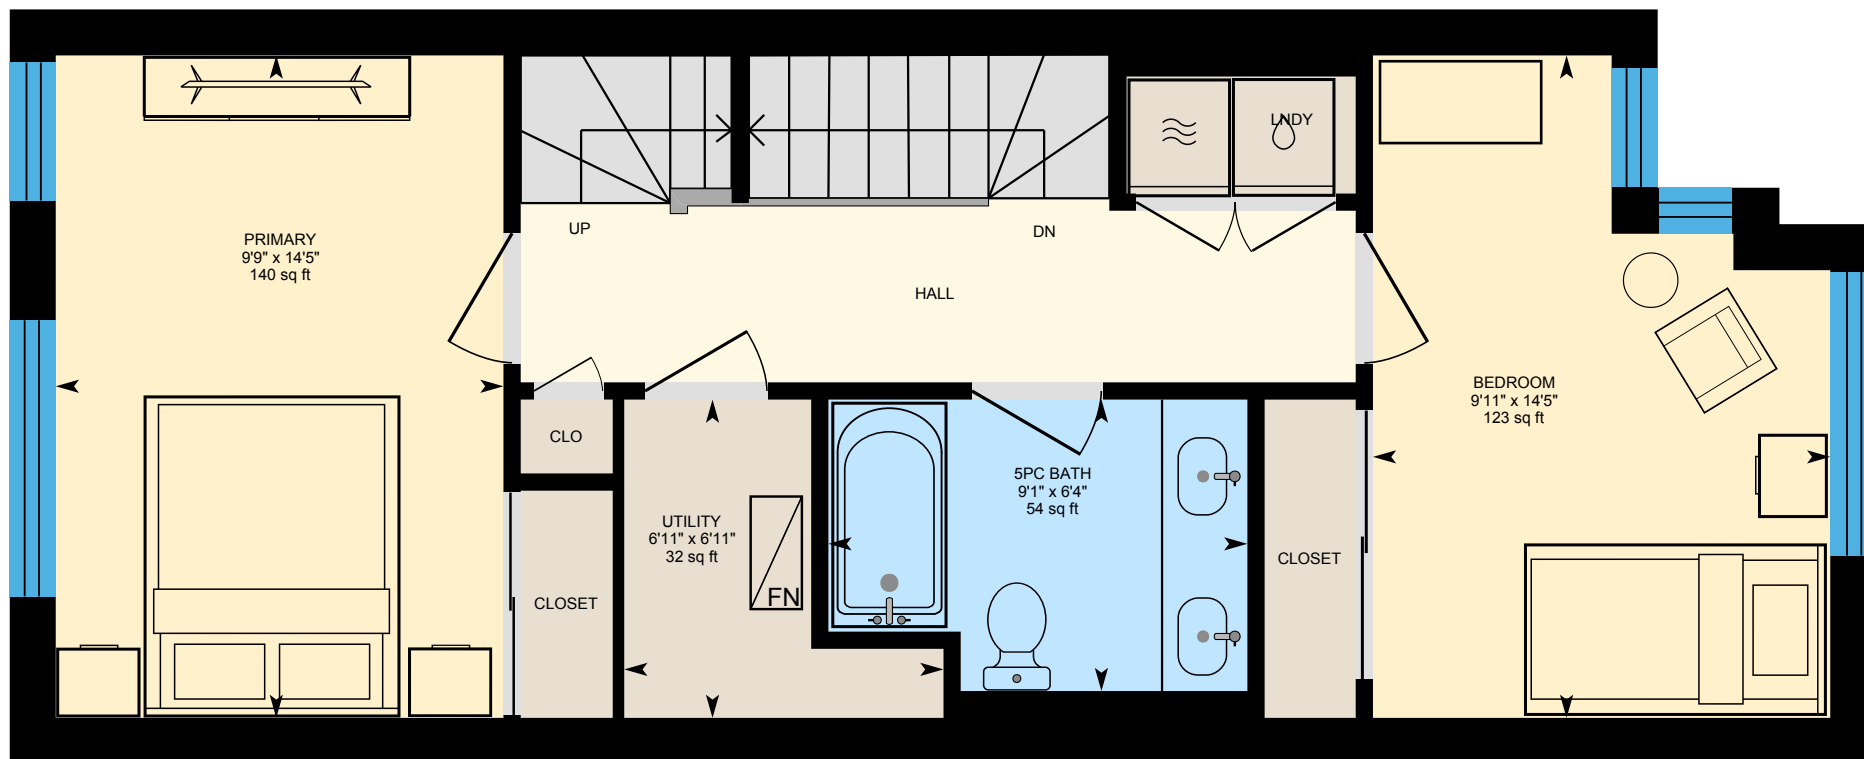 LNDY
UP
DN
PRIMARY
9'9" x 14'5"
140 sq ft
HALL
BEDROOM
9'11" x 14'5"
123 sq ft
CLO
5PC BATH
9'1" x 6'4"
54 sq ft
UTILITY
6'11" x 6'11"
32 sq ft
CLOSET
FN
CLOSET